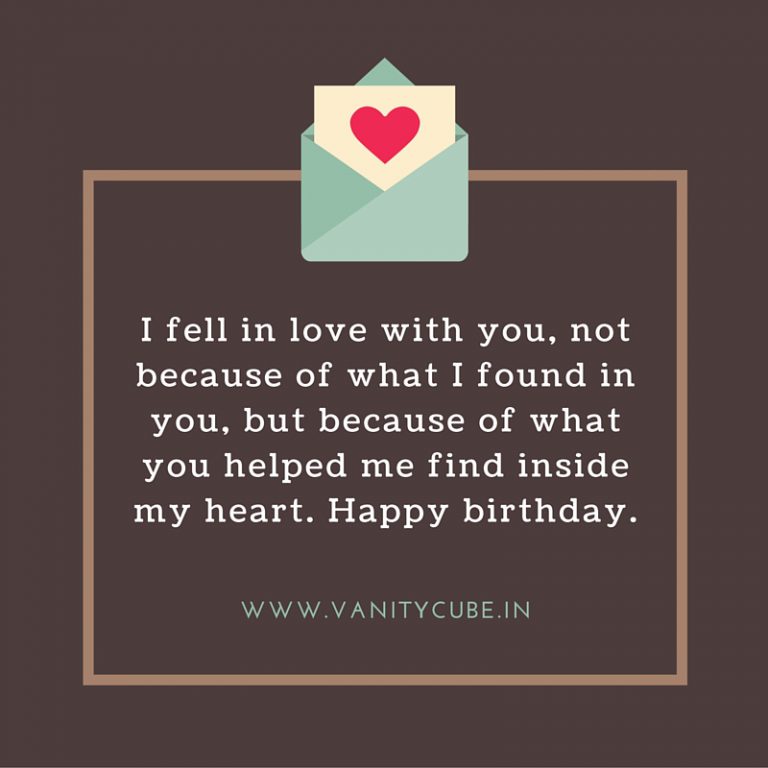 I fell in love with you, not
because of what I found in
you, but because of what
you helped me find inside
my heart. Happy birthday.
WWW.VANITYCUBE.IN